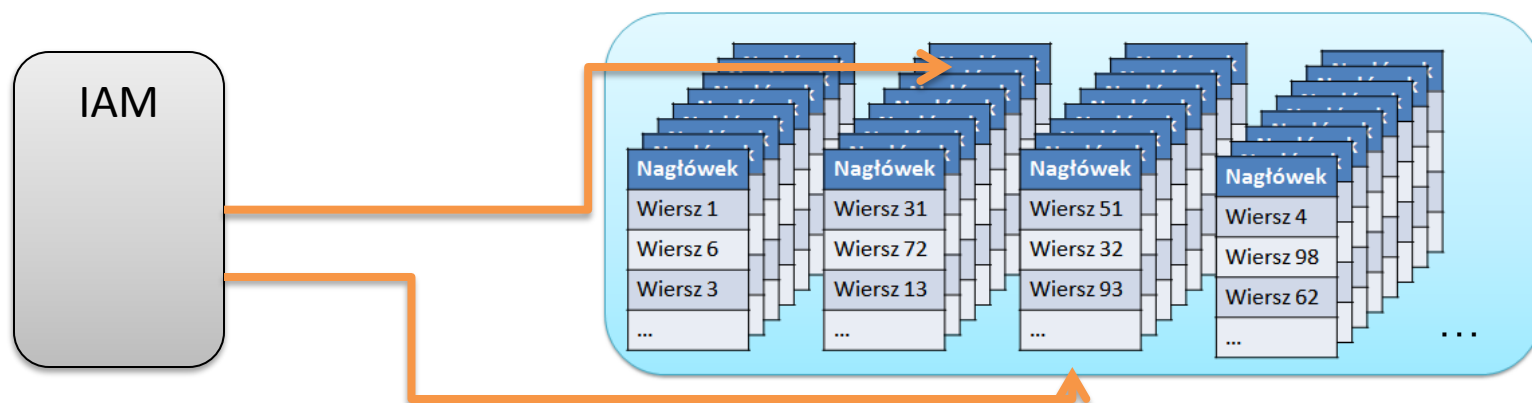 IAM
Nagłówek
Wiersz 1
Wiersz 6
Wiersz 3
...
Nagłówek
Wiersz 31
Wiersz 72
Wiersz 13
...
Nagłówek
Wiersz 51
Wiersz 32
Wiersz 93
...
Nagłówek
Wiersz 4
Wiersz 98
Wiersz 62
...
...